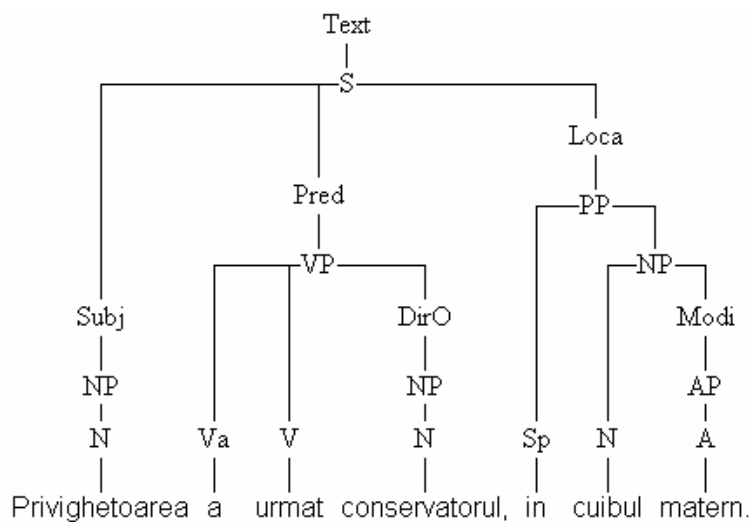 Text
S
Loca
Pred
PP
VP NP
Subj DirO Modi
NP NP AP
N Va V N Sp N A
Privighetoarea a urmat conservatorul, in cuibul matern.